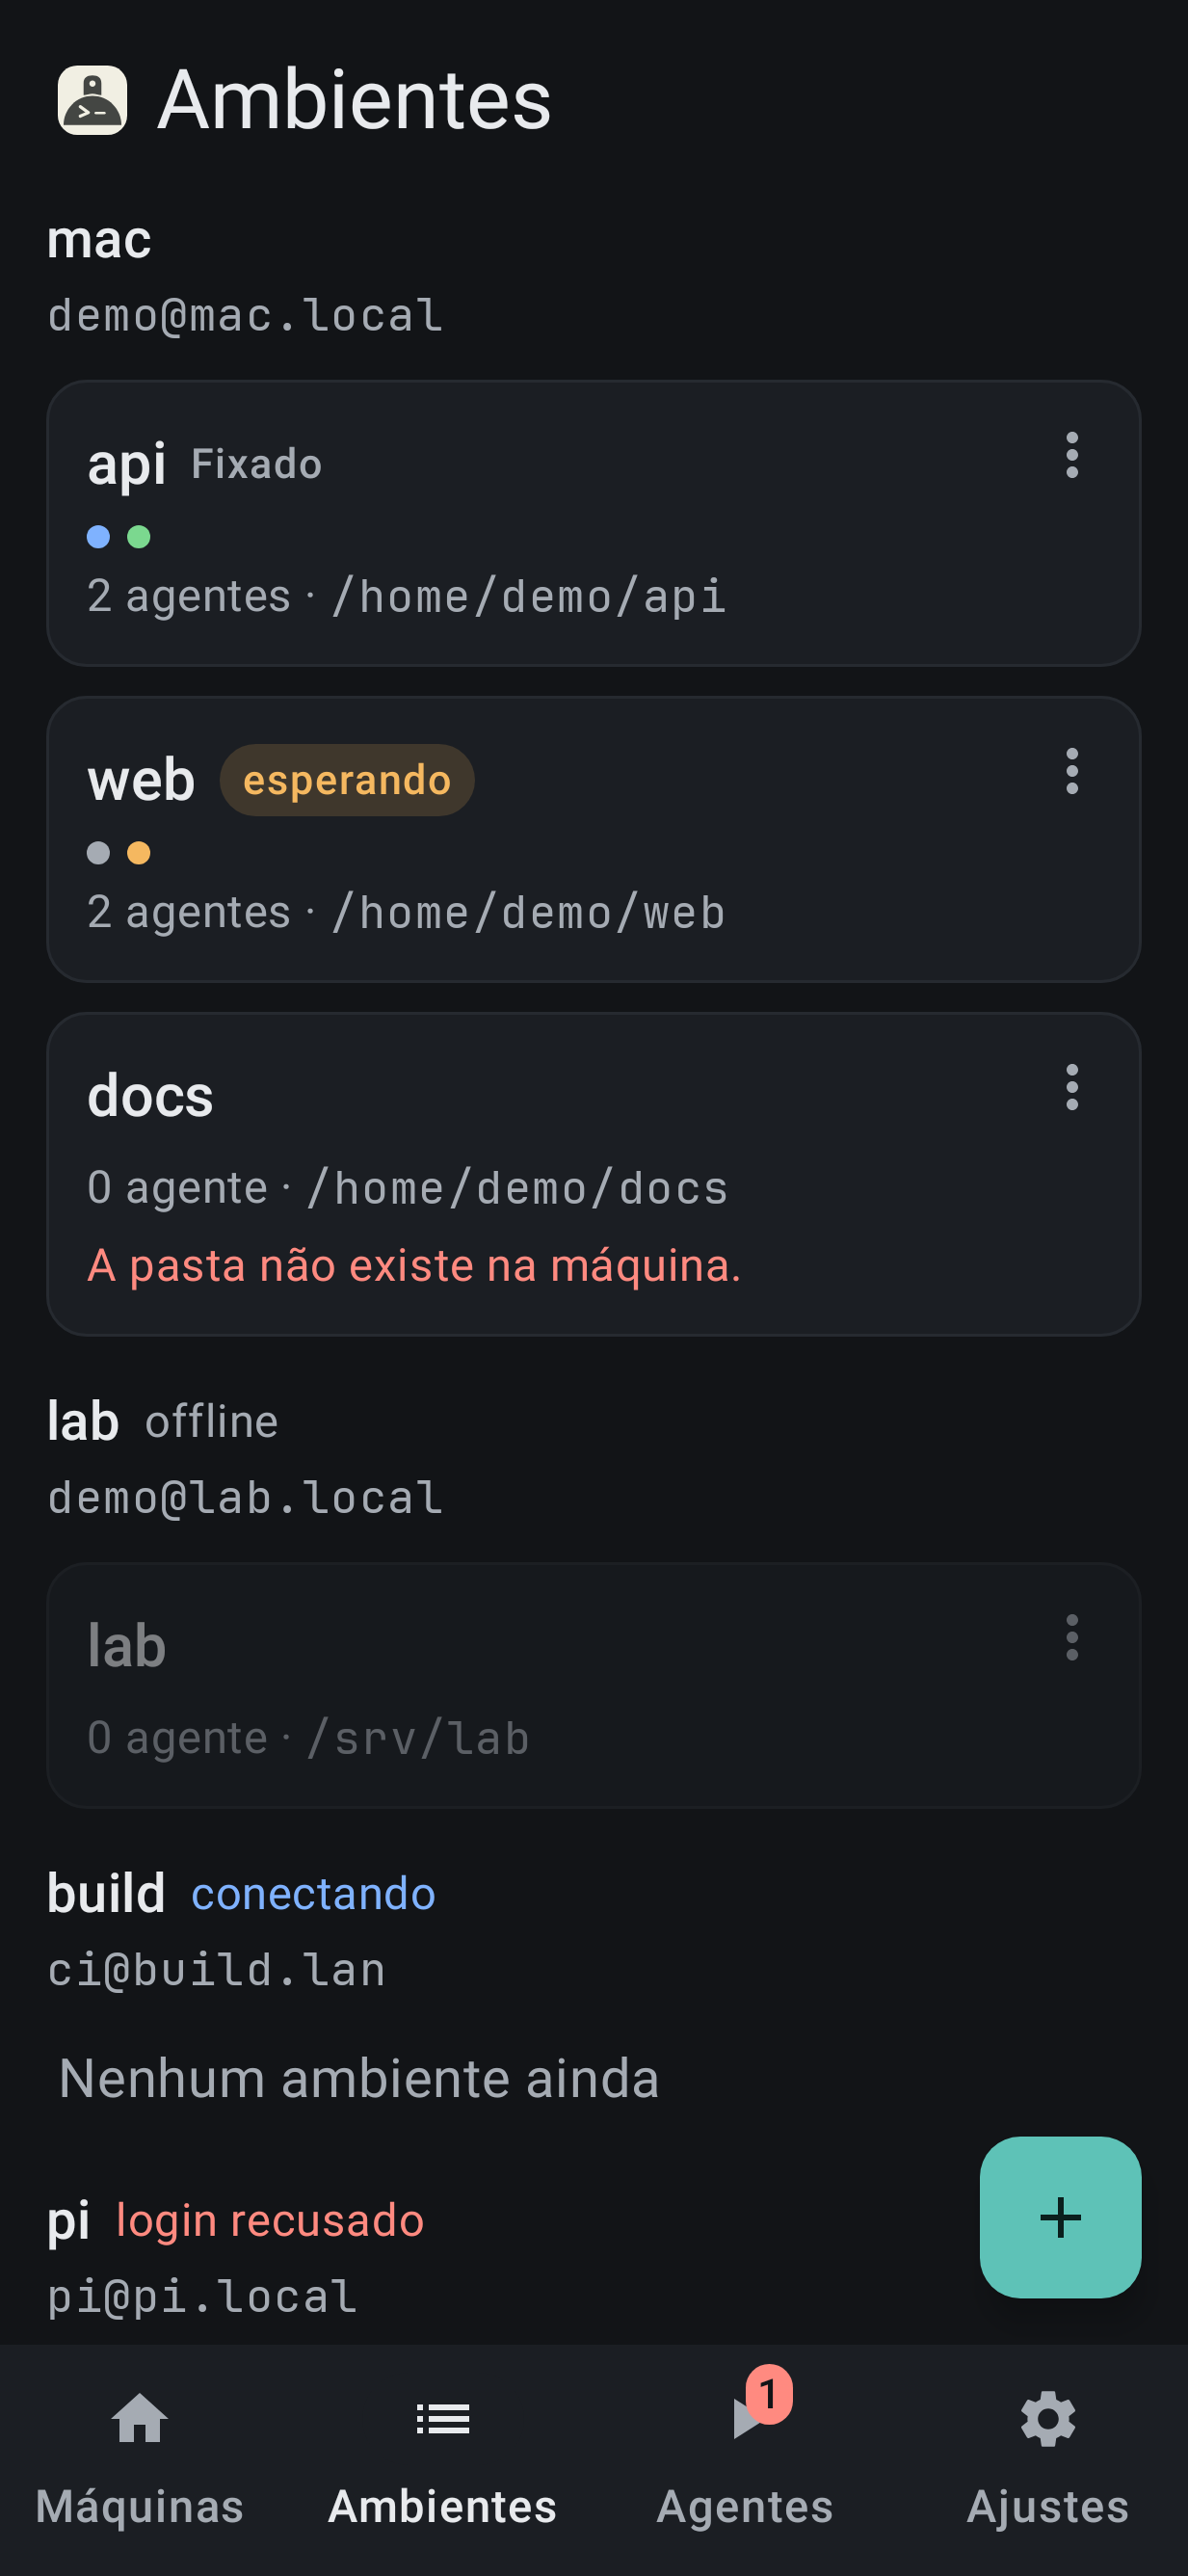 Ambientes
mac
demo@mac.local
api Fixado
2 agentes · /home/demo/api
web esperando
2 agentes · /home/demo/web
docs
0 agente · /home/demo/docs
A pasta não existe na máquina.
lab offline
demo@lab.local
lab
0 agente · /srv/lab
build conectando
ci@build.lan
Nenhum ambiente ainda
pi login recusado
pi@pi.local
1
Máquinas Ambientes Agentes Ajustes